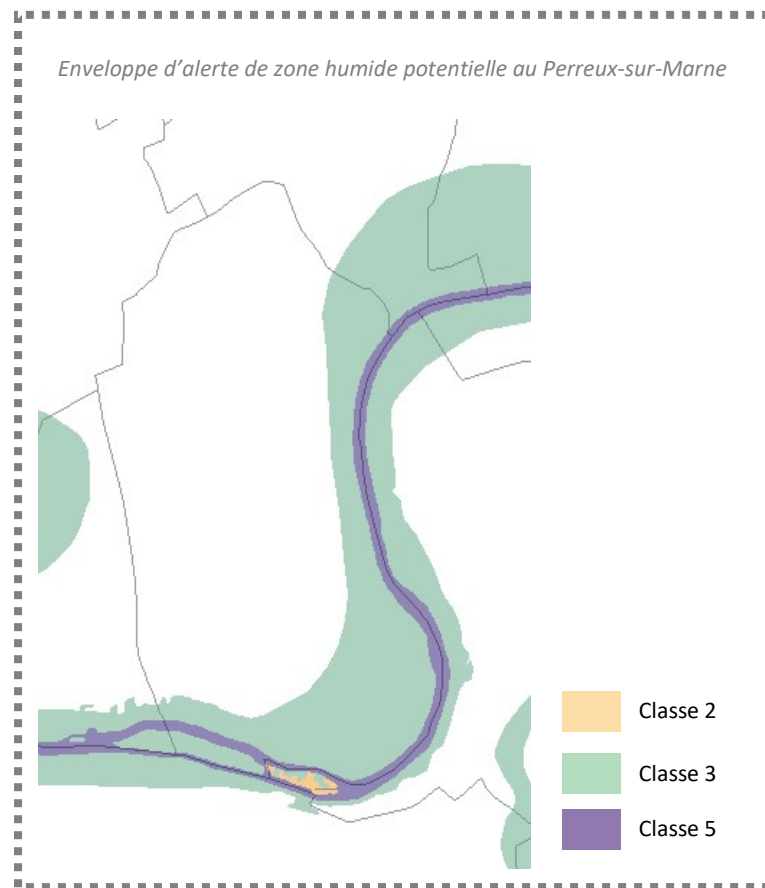 Enveloppe d’alerte de zone humide potentielle au Perreux-sur-Marne
Classe 2
Classe 3
Classe 5